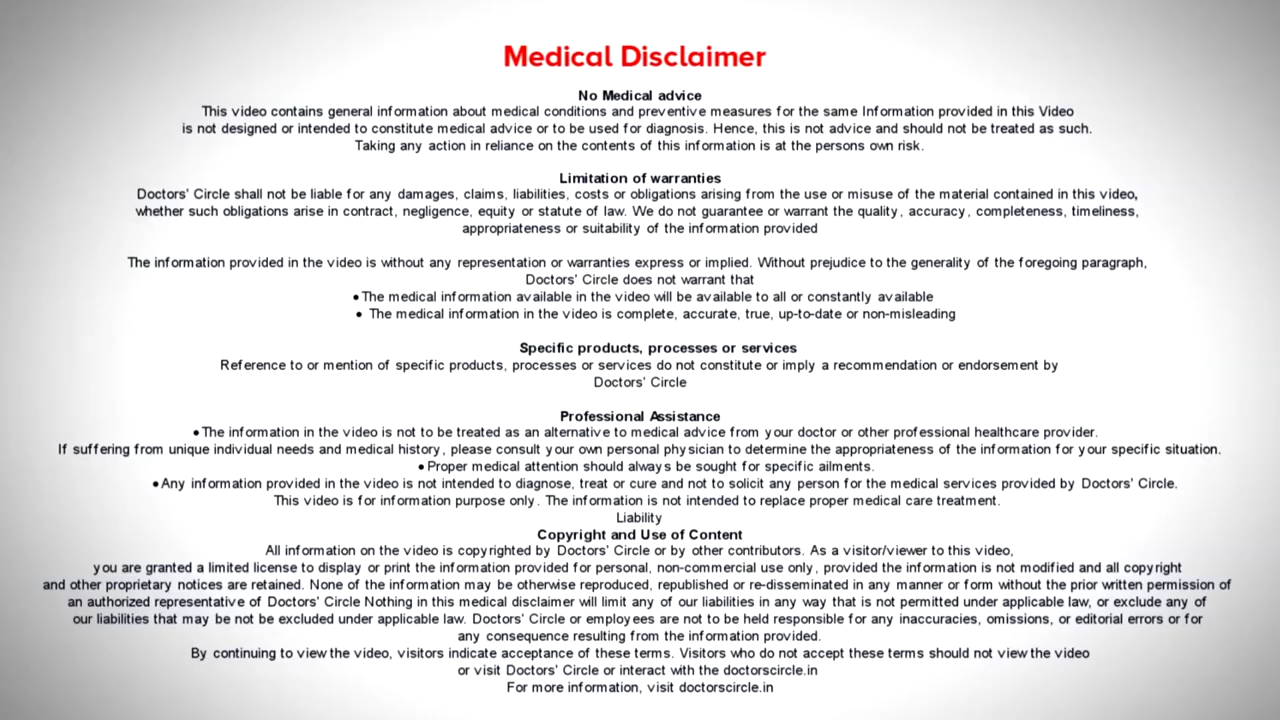 Medical Disclaimer
No Medical advice
This video contains general information about medical conditions and preventive measures for the same Information provided in this Video
is not designed or intended to constitute medical advice or to be used for diagnosis. Hence, this is not advice and should not be treated as such.
Taking any action in reliance on the contents of this information is at the persons own risk.
Limitation of warranties
Doctors' Circle shall not be liable for any damages, claims, liabilities, costs or obligations arising from the use or misuse of the material contained in this video,
whether such obligations arise in contract, negligence, equity or statute of law. We do not guarantee or warrant the quality, accuracy, completeness, timeliness,
appropriateness or suitability of the information provided
The information provided in the video is without any representation or warranties express or implied. Without prejudice to the generality of the foregoing paragraph,
Doctors' Circle does not warrant that
• The medical information available in the video will be available to all or constantly available
• The medical information in the video is complete, accurate, true, up-to-date or non-misleading
Specific products, processes or services
Reference to or mention of specific products, processes or services do not constitute or imply a recommendation or endorsement by
Doctors' Circle
Professional Assistance
• The information in the video is not to be treated as an alternative to medical advice from your doctor or other professional healthcare provider.
If suffering from unique individual needs and medical history, please consult your own personal physician to determine the appropriateness of the information for your specific situation.
• Proper medical attention should always be sought for specific ailments.
• Any information provided in the video is not intended to diagnose, treat or cure and not to solicit any person for the medical services provided by Doctors' Circle.
This video is for information purpose only. The information is not intended to replace proper medical care treatment.
Liability
Copyright and Use of Content
All information on the video is copyrighted by Doctors' Circle or by other contributors. As a visitor/viewer to this video,
you are granted a limited license to display or print the information provided for personal, non-commercial use only, provided the information is not modified and all copyright
and other proprietary notices are retained. None of the information may be otherwise reproduced, republished or re-disseminated in any manner or form without the prior written permission of
an authorized representative of Doctors' Circle Nothing in this medical disclaimer will limit any of our liabilities in any way that is not permitted under applicable law, or exclude any of
our liabilities that may be not be excluded under applicable law. Doctors' Circle or employees are not to be held responsible for any inaccuracies, omissions, or editorial errors or for
any consequence resulting from the information provided.
By continuing to view the video, visitors indicate acceptance of these terms. Visitors who do not accept these terms should not view the video
or visit Doctors' Circle or interact with the doctorscircle.in
For more information, visit doctorscircle.in